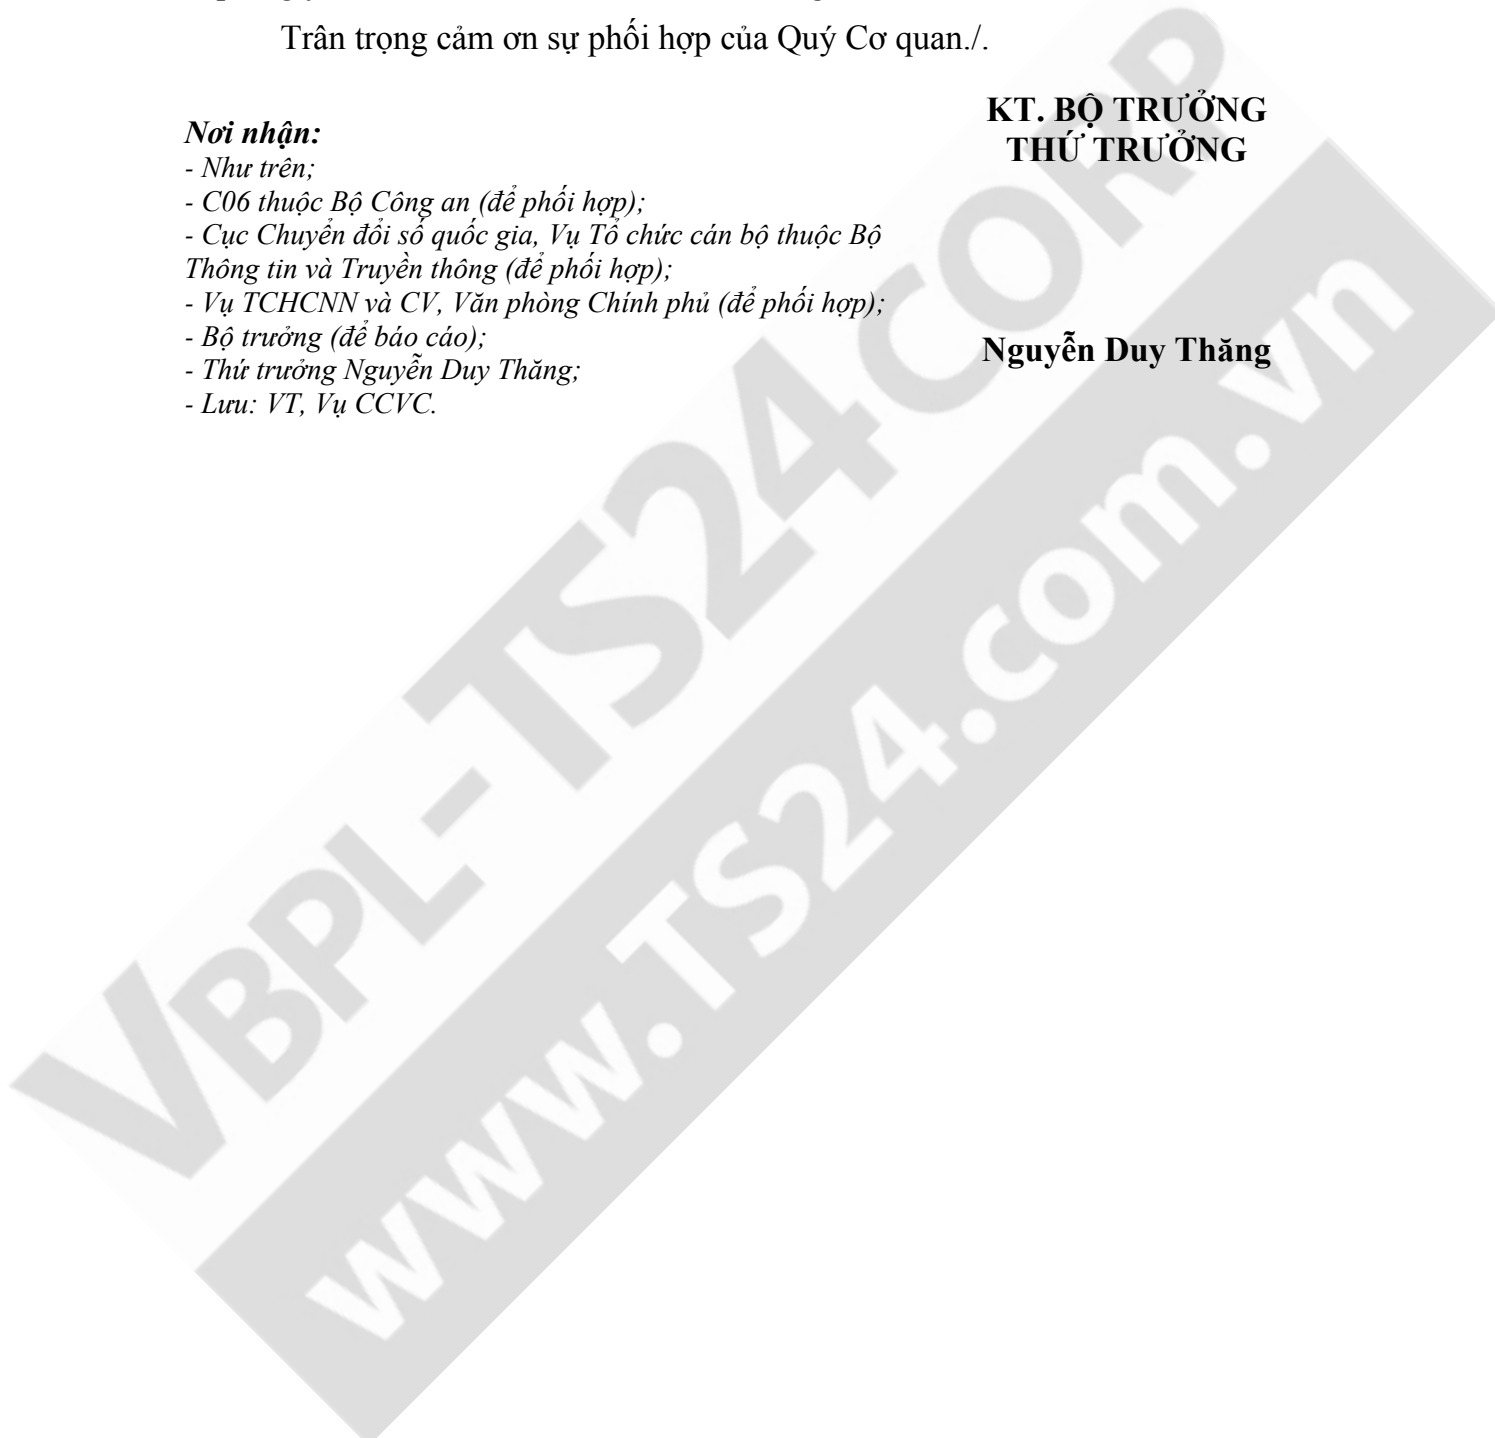 Trân trọng cảm ơn sự phối hợp của Quý Cơ quan./.
Nơi nhận:
- Như trên;
- C06 thuộc Bộ Công an (để phối hợp);
- Cục Chuyển đổi số quốc gia, Vụ Tổ chức cán bộ thuộc Bộ
Thông tin và Truyền thông (để phối hợp);
- Vụ TCHCNN và CV, Văn phòng Chính phủ (để phối hợp);
- Bộ trưởng (để báo cáo);
- Thứ trưởng Nguyễn Duy Thăng;
- Lưu: VT, Vụ CCVC.
KT. BỘ TRƯỞNG
THỨ TRƯỞNG
Nguyễn Duy Thăng
VBPL-TS24CORP
www.TS24.com.vn